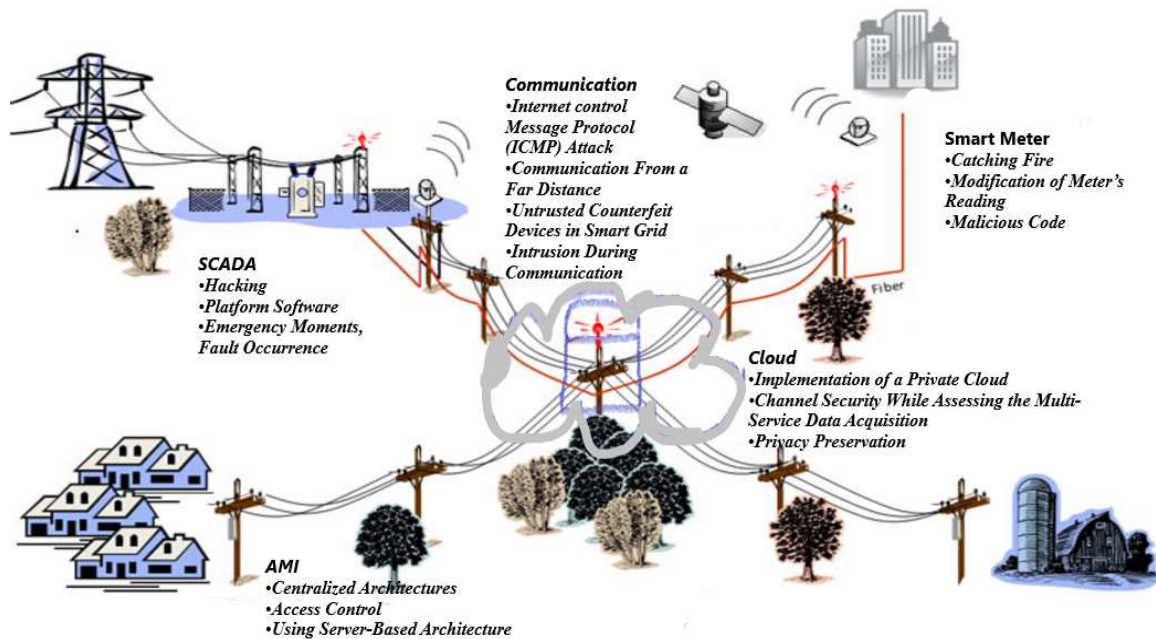 Communication
•Internet control
Message Protocol
(ICMP) Attack
•Communication From a
Far Distance
•Untrusted Counterfeit
Devices in Smart Grid
•Intrusion During
Communication
Smart Meter
•Catching Fire
•Modification of Meter's
Reading
•Malicious Code
SCADA
•Hacking
•Platform Software
•Emergency Moments,
Fault Occurrence
Fiber
Cloud
•Implementation of a Private Cloud
•Channel Security While Assessing the Multi-
Service Data Acquisition
•Privacy Preservation
AMI
•Centralized Architectures
•Access Control
•Using Server-Based Architecture